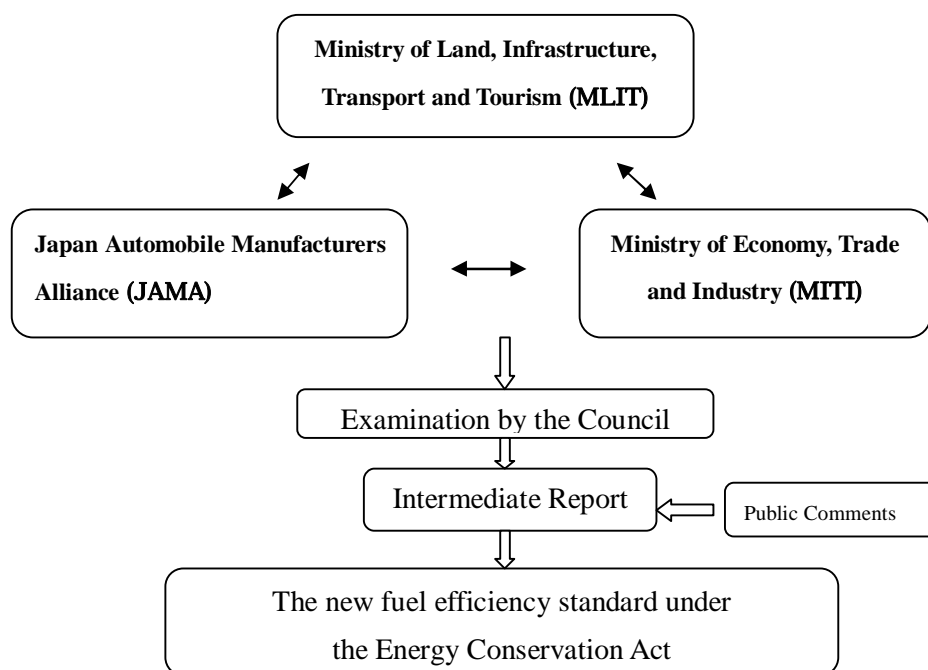 Ministry of Land, Infrastructure,
Transport and Tourism (MLIT)
Japan Automobile Manufacturers
Alliance (JAMA)
Ministry of Economy, Trade
and Industry (MITI)
Examination by the Council
Intermediate Report
Public Comments
The new fuel efficiency standard under
the Energy Conservation Act